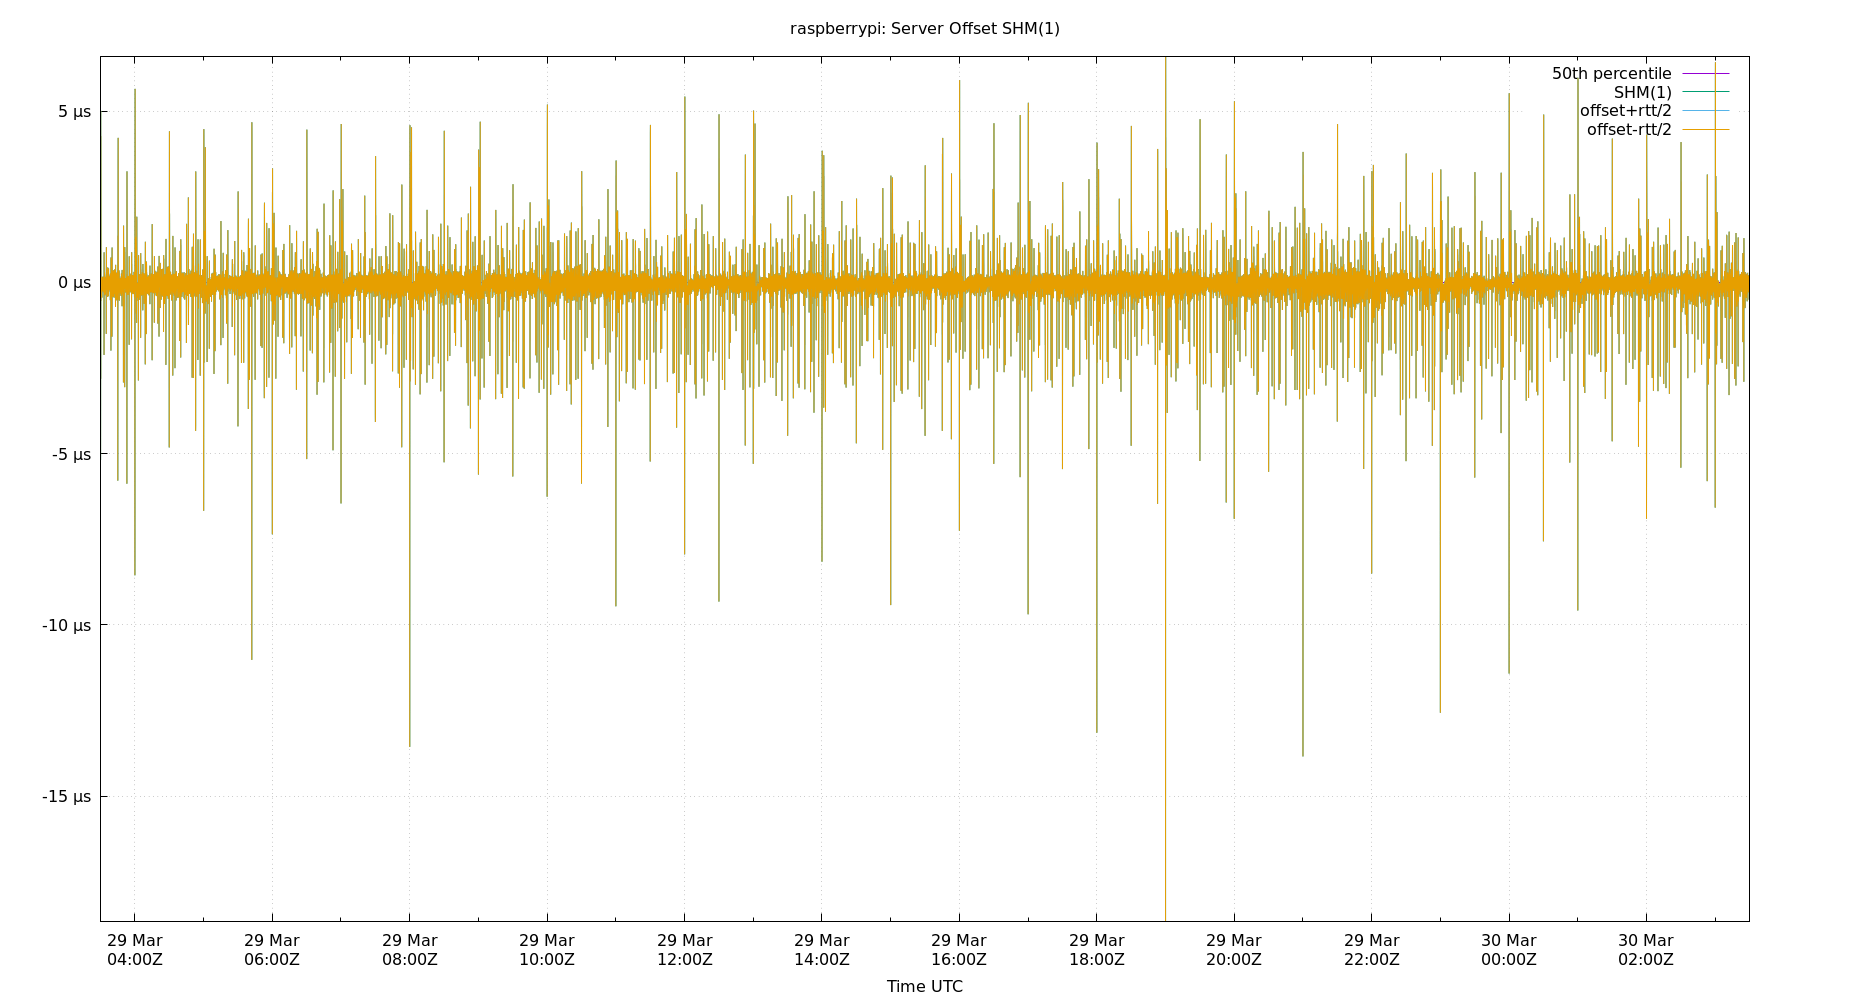 raspberrypi: Server Offset SHM(1)
50th percentile
SHM(1)
offset+rtt/2
offset-rtt/2
5 µs
0 µs
-5 µs
-10 µs
-15 µs
29 Mar 29 Mar 29 Mar 29 Mar 29 Mar 29 Mar 29 Mar 29 Mar 29 Mar 29 Mar 30 Mar 30 Mar
04:00Z 06:00Z 08:00Z 10:00Z 12:00Z 14:00Z 16:00Z 18:00Z 20:00Z 22:00Z 00:00Z 02:00Z
Time UTC